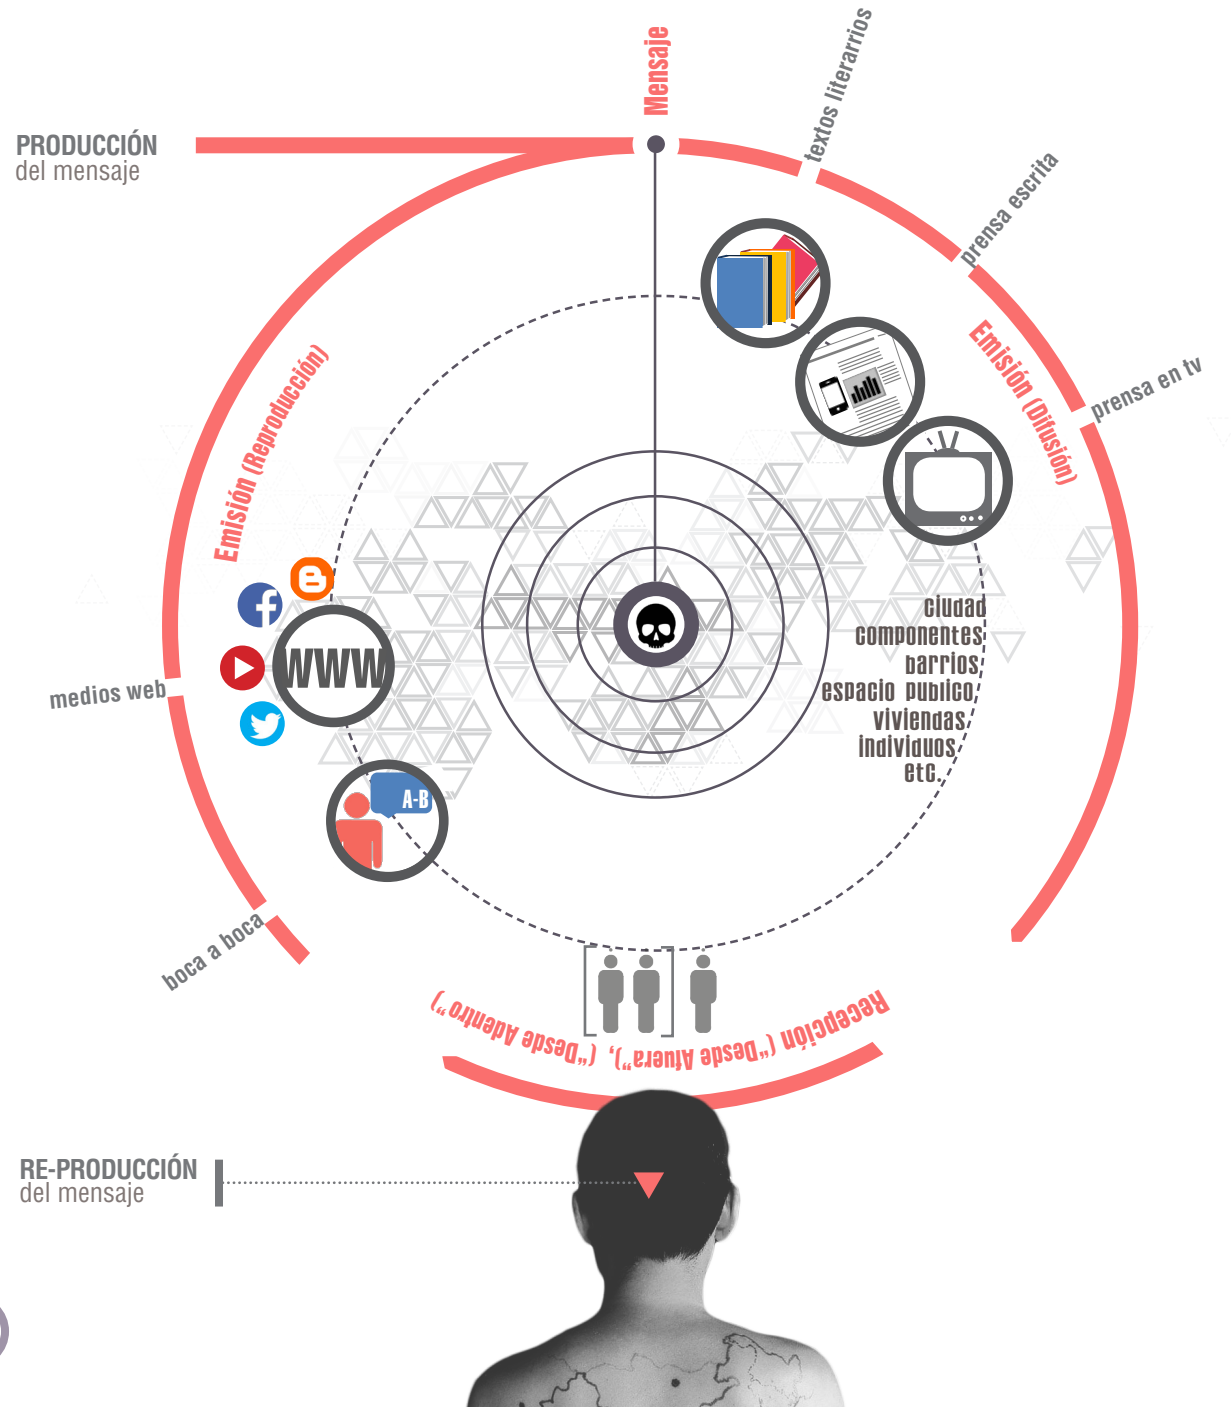 Mensaje
textos literarrios
PRODUCCIÓN
del mensaje
prensa escrita
Emisión (Reproducción)
Emisión (Difusión)
prensa en tv
WWW
medios web
ciudad
componentes
barrios
espacio publico
viviendas
individuos
etc.
A-B
boca a boca
Recepción ("Desde Afuera"), ("Desde Adentro")
RE-PRODUCCIÓN
del mensaje